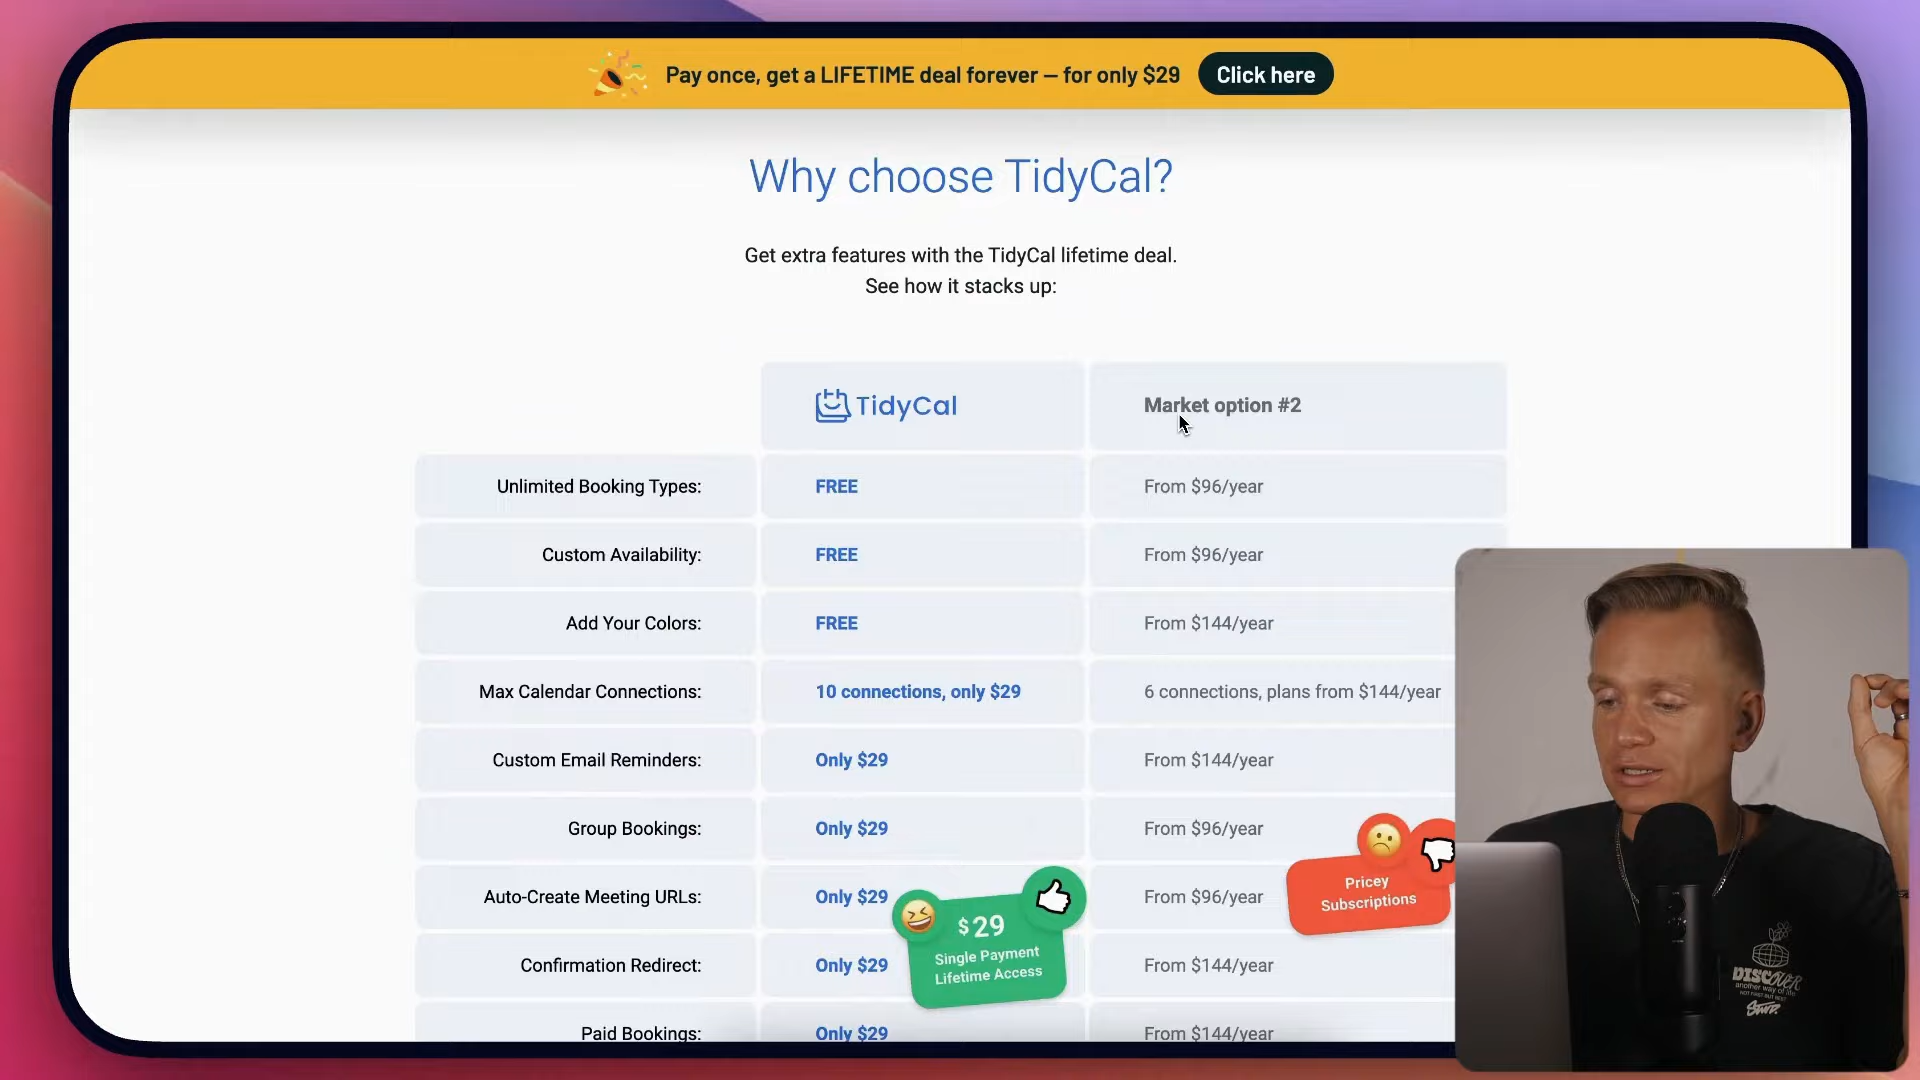 Pay once, get a LIFETIME deal forever – for only $29
Click here
Why choose TidyCal?
Get extra features with the TidyCal lifetime deal.
See how it stacks up:
TidyCal
Market option #2
Unlimited Booking Types:
FREE
From $96/year
Custom Availability:
FREE
From $96/year
Add Your Colors:
FREE
From $144/year
Max Calendar Connections:
10 connections, only $29
6 connections, plans from $144/year
Custom Email Reminders:
Only $29
From $144/year
Group Bookings:
Only $29
From $96/year
Auto-Create Meeting URLs:
Only $29
From $96/year
Confirmation Redirect:
Only $29
From $144/year
Paid Bookings:
Only $29
From $144/year
$29
Single Payment
Lifetime Access
Pricey
Subscriptions
DISCOVER
another way of life